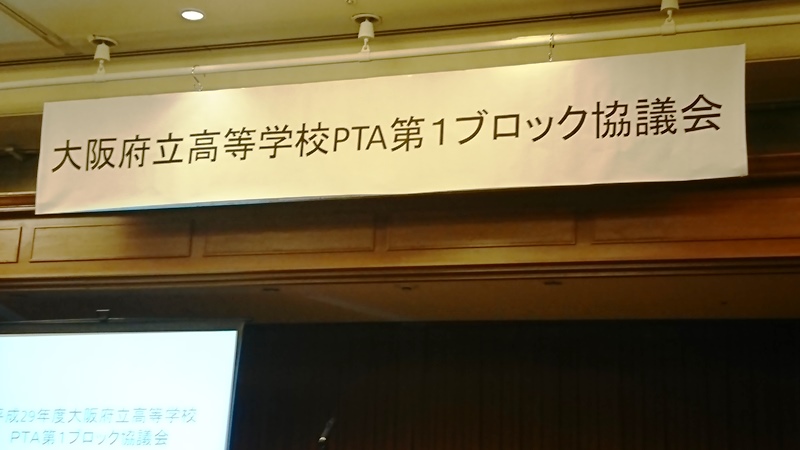 大阪府立高等学校PTA第1ブロック協議会
平成29年度大阪府立高等学校
PTA第1ブロック協議会